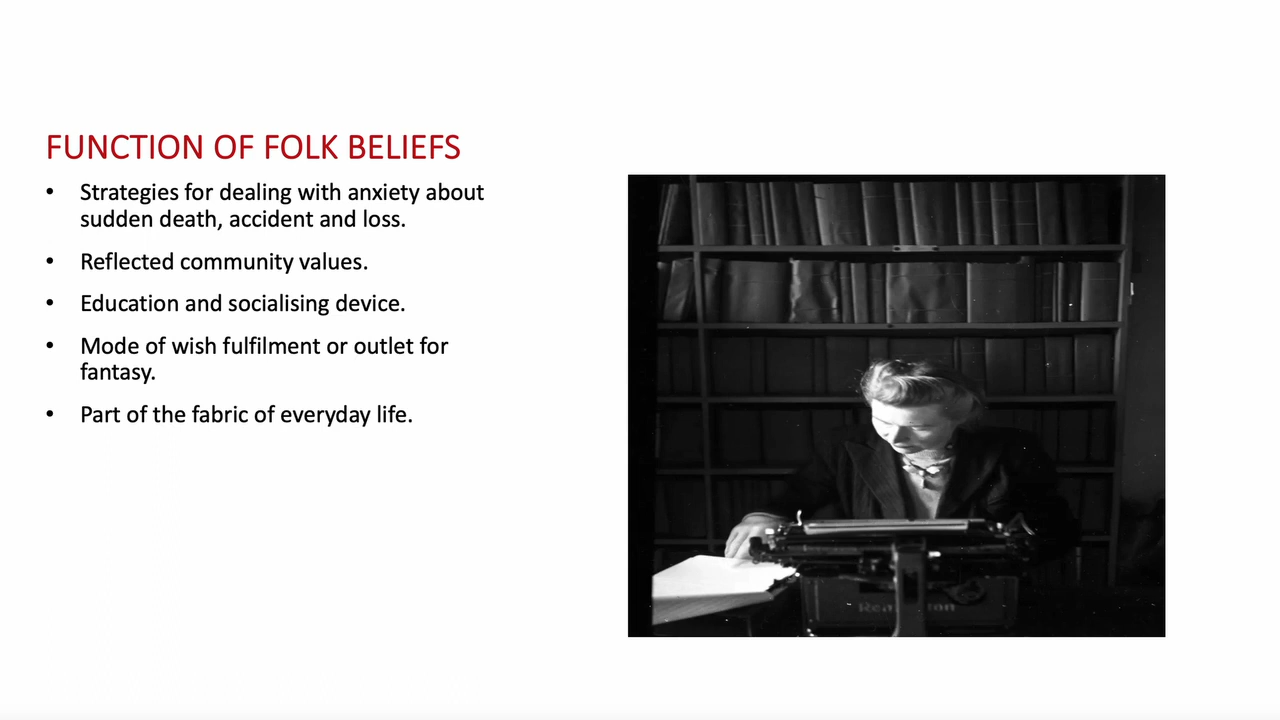 FUNCTION OF FOLK BELIEFS
• Strategies for dealing with anxiety about
sudden death, accident and loss.
• Reflected community values.
• Education and socialising device.
• Mode of wish fulfilment or outlet for
fantasy.
• Part of the fabric of everyday life.